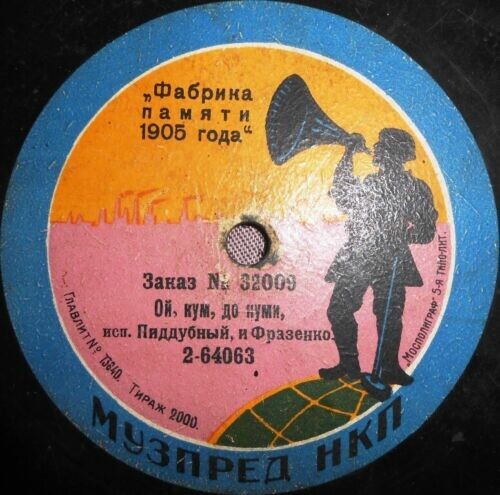 „Фабрика
памяти
1905 года“
Заказ № 32009
Ой, кум, до куми,
исп. Пиддубный, и Фразенко.
2-64063
Главлит № 13640. Тираж 2000.
„Мосполиграф“ 5-я типо-лит.
МУЗПРЕД НКП